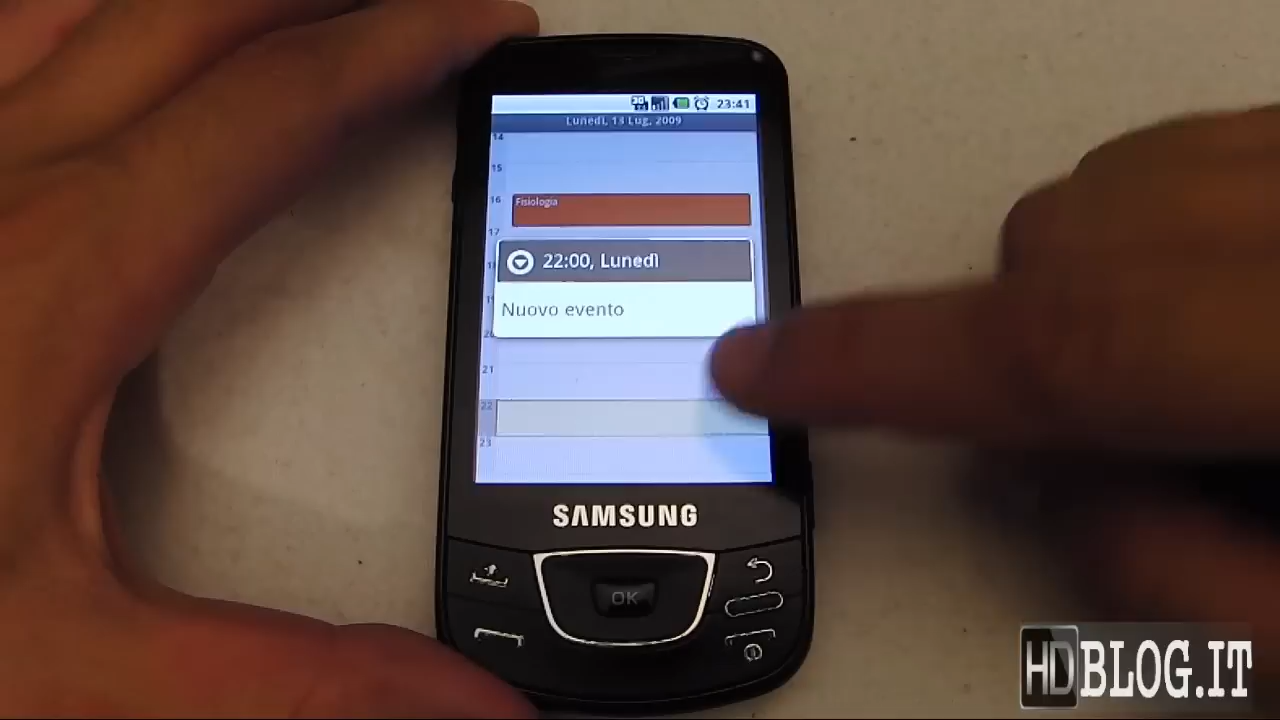 23:41
Lunedì, 13 Lug, 2009
14
15
16
Fisiologia
17
22:00, Lunedì
Nuovo evento
20
21
22
23
SAMSUNG
OK
HDBLOG.IT